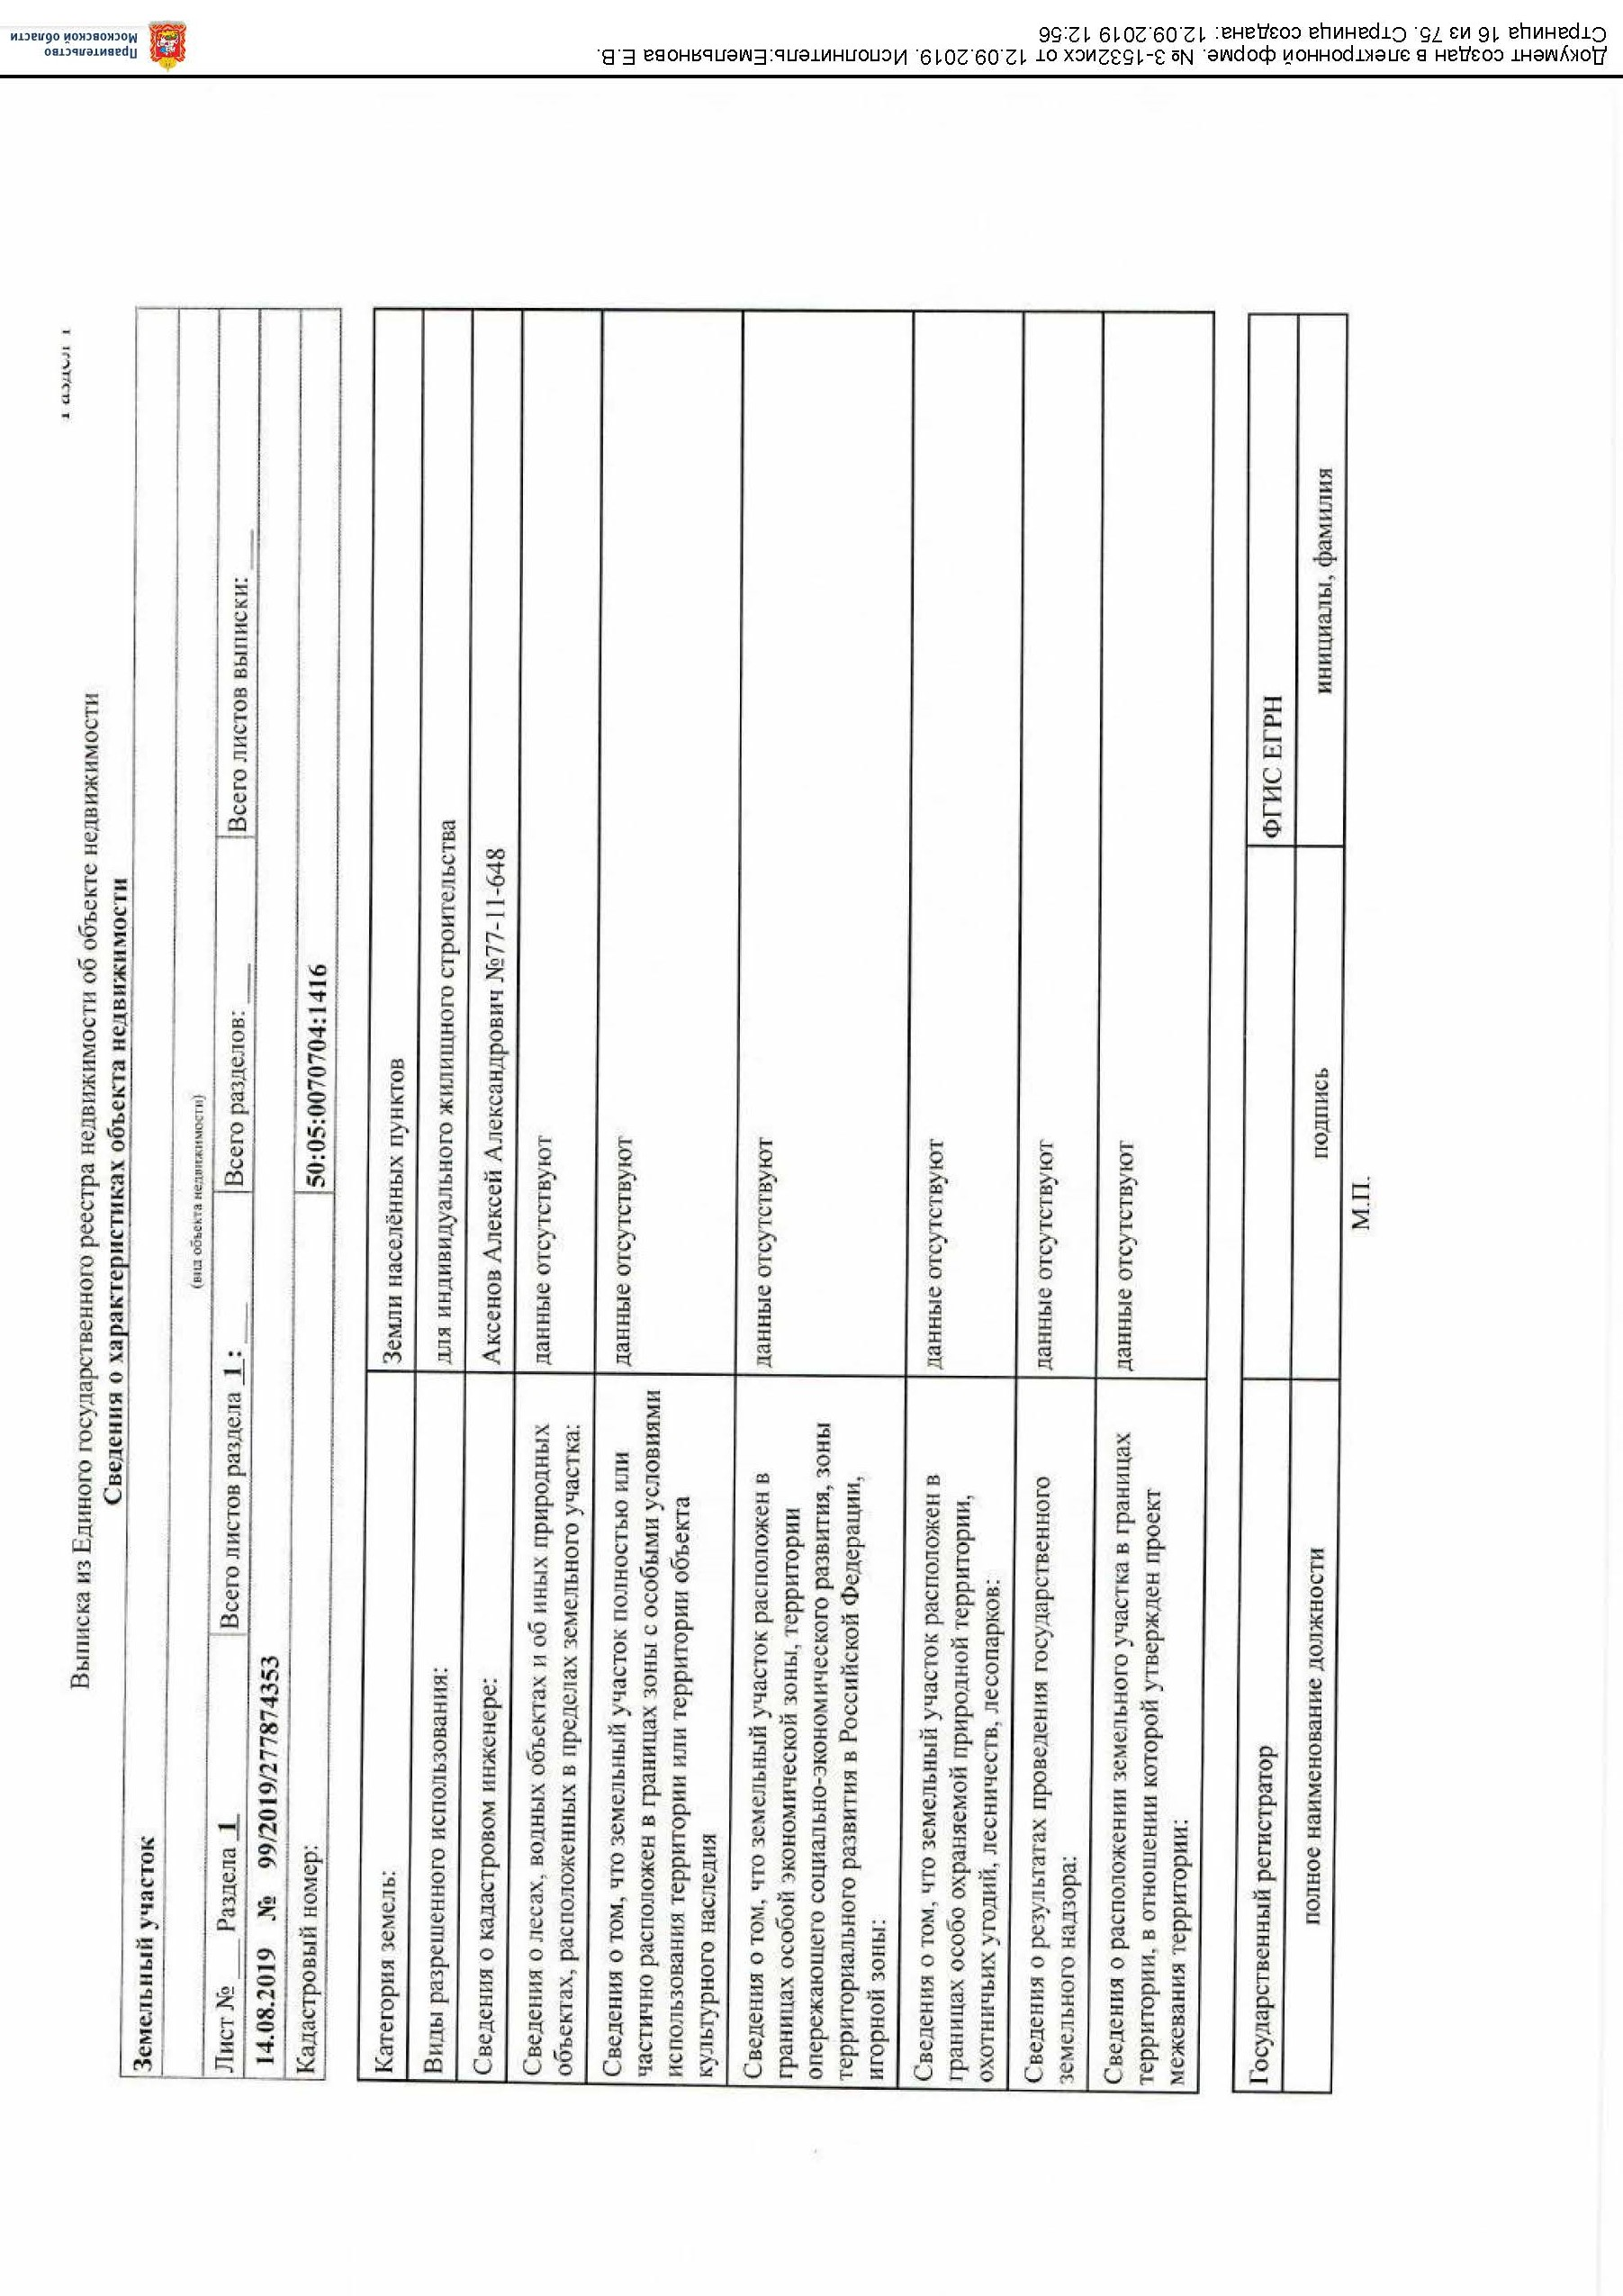 Документ создан в электронной форме. № 3-1532исх от 12.09.2019. Исполнитель:Емельянова Е.В.
Страница 16 из 75. Страница создана: 12.09.2019 12:56
Правительство
Московской области
Раздел 1
Выписка из Единого государственного реестра недвижимости об объекте недвижимости
Сведения о характеристиках объекта недвижимости
Земельный участок
(вид объекта недвижимости)
Лист № ___ Раздела 1 Всего листов раздела 1 : ___ Всего разделов: ___ Всего листов выписки: ___
14.08.2019 № 99/2019/277874353
Кадастровый номер: 50:05:0070704:1416
Категория земель: Земли населённых пунктов
Виды разрешенного использования: для индивидуального жилищного строительства
Сведения о кадастровом инженере: Аксенов Алексей Александрович №77-11-648
Сведения о лесах, водных объектах и об иных природных
объектах, расположенных в пределах земельного участка:
данные отсутствуют
Сведения о том, что земельный участок полностью или
частично расположен в границах зоны с особыми условиями
использования территории или территории объекта
культурного наследия
данные отсутствуют
Сведения о том, что земельный участок расположен в
границах особой экономической зоны, территории
опережающего социально-экономического развития, зоны
территориального развития в Российской Федерации,
игорной зоны:
данные отсутствуют
Сведения о том, что земельный участок расположен в
границах особо охраняемой природной территории,
охотничьих угодий, лесничеств, лесопарков:
данные отсутствуют
Сведения о результатах проведения государственного
земельного надзора:
данные отсутствуют
Сведения о расположении земельного участка в границах
территории, в отношении которой утвержден проект
межевания территории:
данные отсутствуют
Государственный регистратор ФГИС ЕГРН
полное наименование должности подпись инициалы, фамилия
М.П.